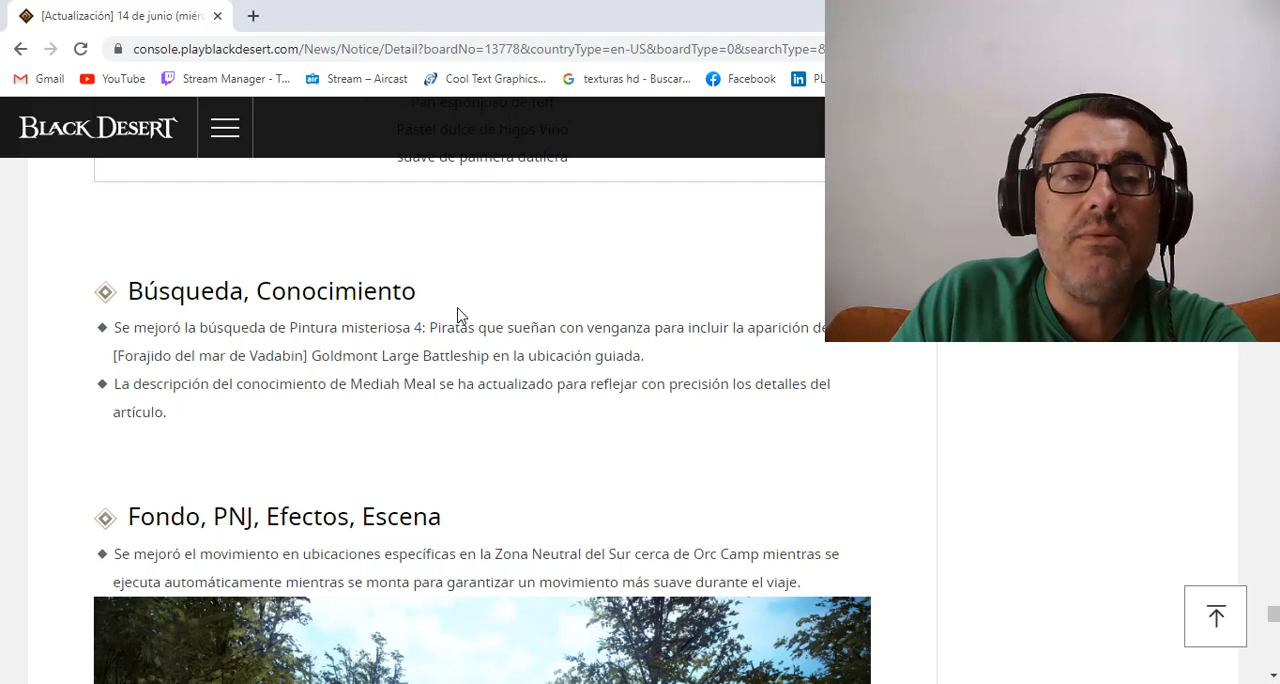 [Actualización] 14 de junio (miérc
console.playblackdesert.com/News/Notice/Detail?boardNo=13778&countryType=en-US&boardType=0&searchType=&
Gmail YouTube Stream Manager - T... Stream – Aircast Cool Text Graphics... texturas hd - Buscar... Facebook PL
BLACK DESERT
Pan esponjoso de teff
Pastel dulce de higos Vino
suave de palmera datilera
Búsqueda, Conocimiento
Se mejoró la búsqueda de Pintura misteriosa 4: Piratas que sueñan con venganza para incluir la aparición de
[Forajido del mar de Vadabin] Goldmont Large Battleship en la ubicación guiada.
La descripción del conocimiento de Mediah Meal se ha actualizado para reflejar con precisión los detalles del
artículo.
Fondo, PNJ, Efectos, Escena
Se mejoró el movimiento en ubicaciones específicas en la Zona Neutral del Sur cerca de Orc Camp mientras se
ejecuta automáticamente mientras se monta para garantizar un movimiento más suave durante el viaje.